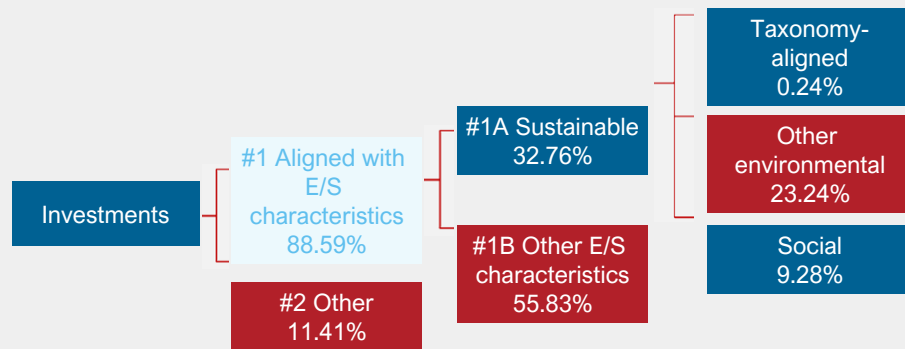 Investments
#1 Aligned with
E/S
characteristics
88.59%
#2 Other
11.41%
#1A Sustainable
32.76%
#1B Other E/S
characteristics
55.83%
Taxonomy-
aligned
0.24%
Other
environmental
23.24%
Social
9.28%